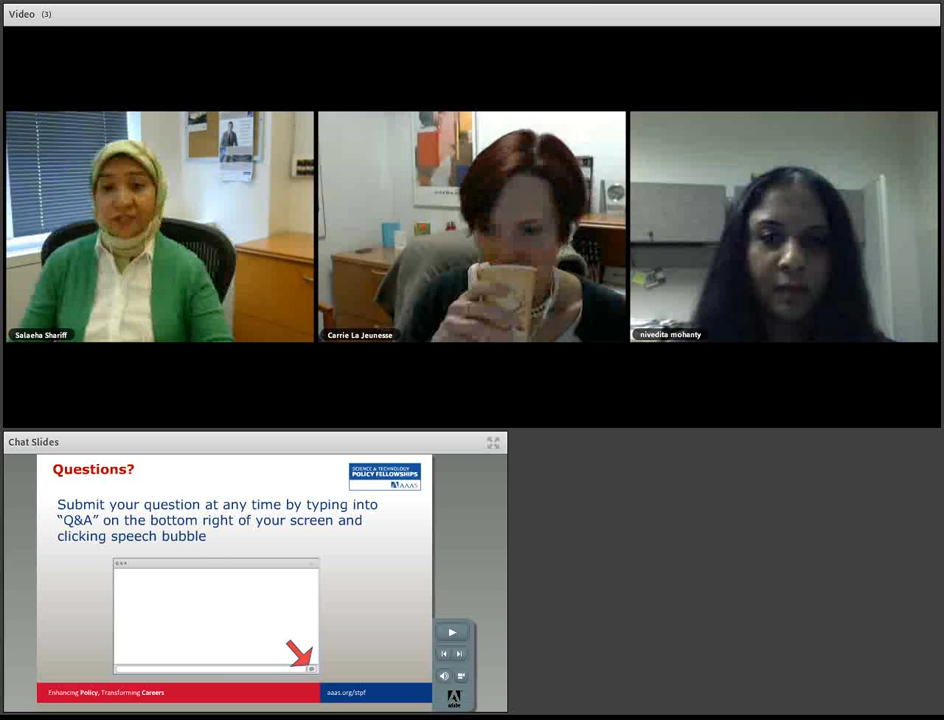 Video (3)
Salaeha Shariff
Carrie La Jeunesse
nivedita mohanty
Chat Slides
Questions?
SCIENCE & TECHNOLOGY
POLICY FELLOWSHIPS
AAAS
Submit your question at any time by typing into
“Q&A” on the bottom right of your screen and
clicking speech bubble
Q & A
Enhancing Policy, Transforming Careers
aaas.org/stpf
Adobe